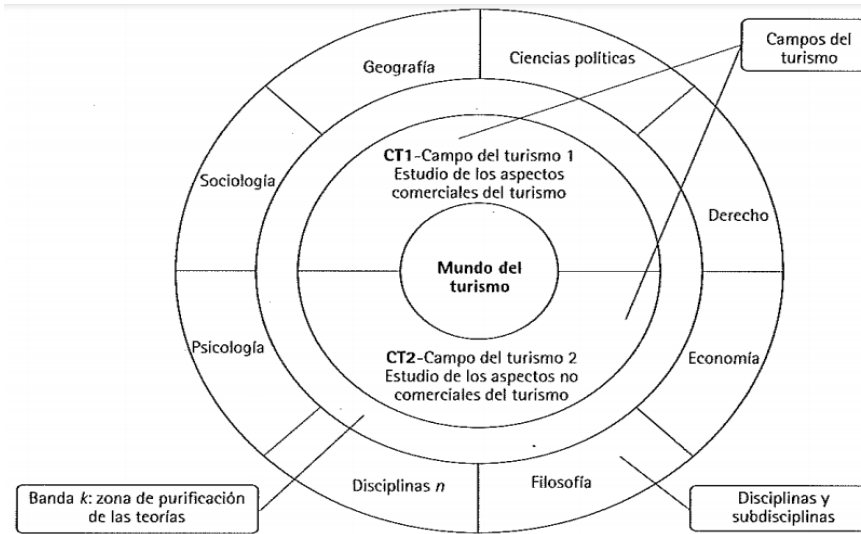 Geografía
Ciencias políticas
Campos del
turismo
CT1-Campo del turismo 1
Estudio de los aspectos
comerciales del turismo
Sociología
Derecho
Mundo del
turismo
Psicología
Economía
CT2-Campo del turismo 2
Estudio de los aspectos no
comerciales del turismo
Disciplinas n
Filosofía
Banda k: zona de purificación
de las teorías
Disciplinas y
subdisciplinas